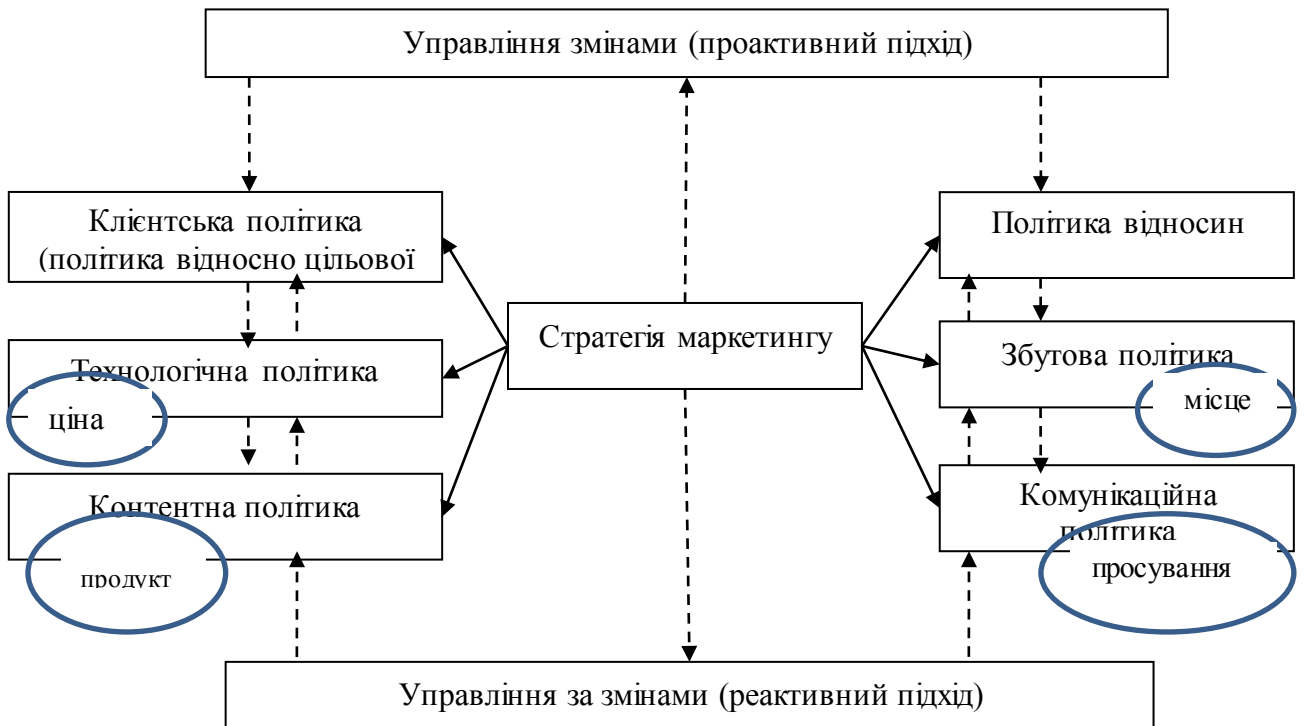 Управління змінами (проактивний підхід)
Клієнтська політика
(політика відносно цільової
Політика відносин
Стратегія маркетингу
Технологічна політика
ціна
Збутова політика
місце
Контентна політика
продукт
Комунікаційна
політика
просування
Управління за змінами (реактивний підхід)